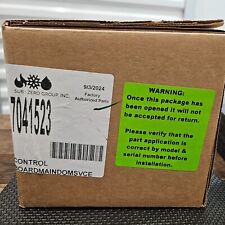 SUB-ZERO GROUP, INC.
9/3/2024
Factory
Authorized Parts
7041523
CONTROL
BOARDMAINDOMSVCE
WARNING:
Once this package has
been opened it will not
be accepted for return.
Please verify that the
part application is
correct by model &
serial number before
installation.